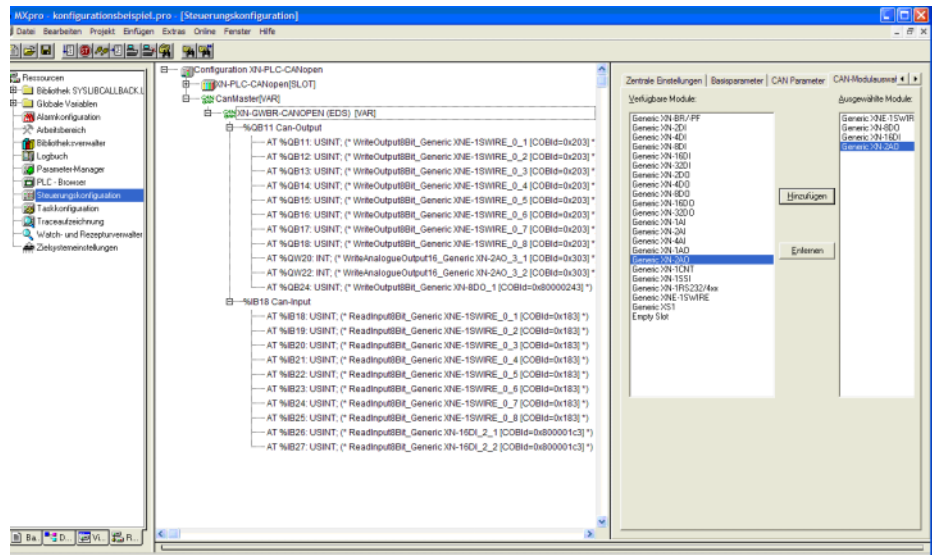 MXpro - konfigurationsbeispiel.pro - [Steuerungskonfiguration]
Datei Bearbeiten Projekt Einfügen Extras Online Fenster Hilfe
Ressourcen
Bibliothek SYSLIBCALLBACK.L
Globale Variablen
Alarmkonfiguration
Arbeitsbereich
Bibliotheksverwalter
Logbuch
Parameter-Manager
PLC - Browser
Steuerungskonfiguration
Taskkonfiguration
Traceaufzeichnung
Watch- und Rezepturverwalter
Zielsystemeinstellungen
Ba..
D..
Vi..
R...
Configuration XN-PLC-CANopen
XN-PLC-CANopen[SLOT]
CanMaster[VAR]
XN-GWBR-CANOPEN (EDS) [VAR]
%QB11 Can-Output
AT %QB11: USINT; (* WriteOutput8Bit_Generic XNE-1SWIRE_0_1 [COBId=0x203] *
AT %QB12: USINT; (* WriteOutput8Bit_Generic XNE-1SWIRE_0_2 [COBId=0x203] *
AT %QB13: USINT; (* WriteOutput8Bit_Generic XNE-1SWIRE_0_3 [COBId=0x203] *
AT %QB14: USINT; (* WriteOutput8Bit_Generic XNE-1SWIRE_0_4 [COBId=0x203] *
AT %QB15: USINT; (* WriteOutput8Bit_Generic XNE-1SWIRE_0_5 [COBId=0x203] *
AT %QB16: USINT; (* WriteOutput8Bit_Generic XNE-1SWIRE_0_6 [COBId=0x203] *
AT %QB17: USINT; (* WriteOutput8Bit_Generic XNE-1SWIRE_0_7 [COBId=0x203] *
AT %QB18: USINT; (* WriteOutput8Bit_Generic XNE-1SWIRE_0_8 [COBId=0x203] *
AT %QW20: INT; (* WriteAnalogueOutput16_Generic XN-2AO_3_1 [COBId=0x303] *
AT %QW22: INT; (* WriteAnalogueOutput16_Generic XN-2AO_3_2 [COBId=0x303] *
AT %QB24: USINT; (* WriteOutput8Bit_Generic XN-8DO_1 [COBId=0x80000243] *)
%IB18 Can-Input
AT %IB18: USINT; (* ReadInput8Bit_Generic XNE-1SWIRE_0_1 [COBId=0x183] *)
AT %IB19: USINT; (* ReadInput8Bit_Generic XNE-1SWIRE_0_2 [COBId=0x183] *)
AT %IB20: USINT; (* ReadInput8Bit_Generic XNE-1SWIRE_0_3 [COBId=0x183] *)
AT %IB21: USINT; (* ReadInput8Bit_Generic XNE-1SWIRE_0_4 [COBId=0x183] *)
AT %IB22: USINT; (* ReadInput8Bit_Generic XNE-1SWIRE_0_5 [COBId=0x183] *)
AT %IB23: USINT; (* ReadInput8Bit_Generic XNE-1SWIRE_0_6 [COBId=0x183] *)
AT %IB24: USINT; (* ReadInput8Bit_Generic XNE-1SWIRE_0_7 [COBId=0x183] *)
AT %IB25: USINT; (* ReadInput8Bit_Generic XNE-1SWIRE_0_8 [COBId=0x183] *)
AT %IB26: USINT; (* ReadInput8Bit_Generic XN-16DI_2_1 [COBId=0x800001c3] *)
AT %IB27: USINT; (* ReadInput8Bit_Generic XN-16DI_2_2 [COBId=0x800001c3] *)
Zentrale Einstellungen
Basisparameter
CAN Parameter
CAN-Modulauswahl
Verfügbare Module:
Generic XN-BR/-PF
Generic XN-2DI
Generic XN-4DI
Generic XN-8DI
Generic XN-16DI
Generic XN-32DI
Generic XN-2DO
Generic XN-4DO
Generic XN-8DO
Generic XN-16DO
Generic XN-32DO
Generic XN-1AI
Generic XN-2AI
Generic XN-4AI
Generic XN-1AO
Generic XN-2AO
Generic XN-1CNT
Generic XN-1SSI
Generic XN-1RS232/4xx
Generic XNE-1SWIRE
Generic XS1
Empty Slot
Hinzufügen
Entfernen
Ausgewählte Module:
Generic XNE-1SWIR
Generic XN-8DO
Generic XN-16DI
Generic XN-2AO